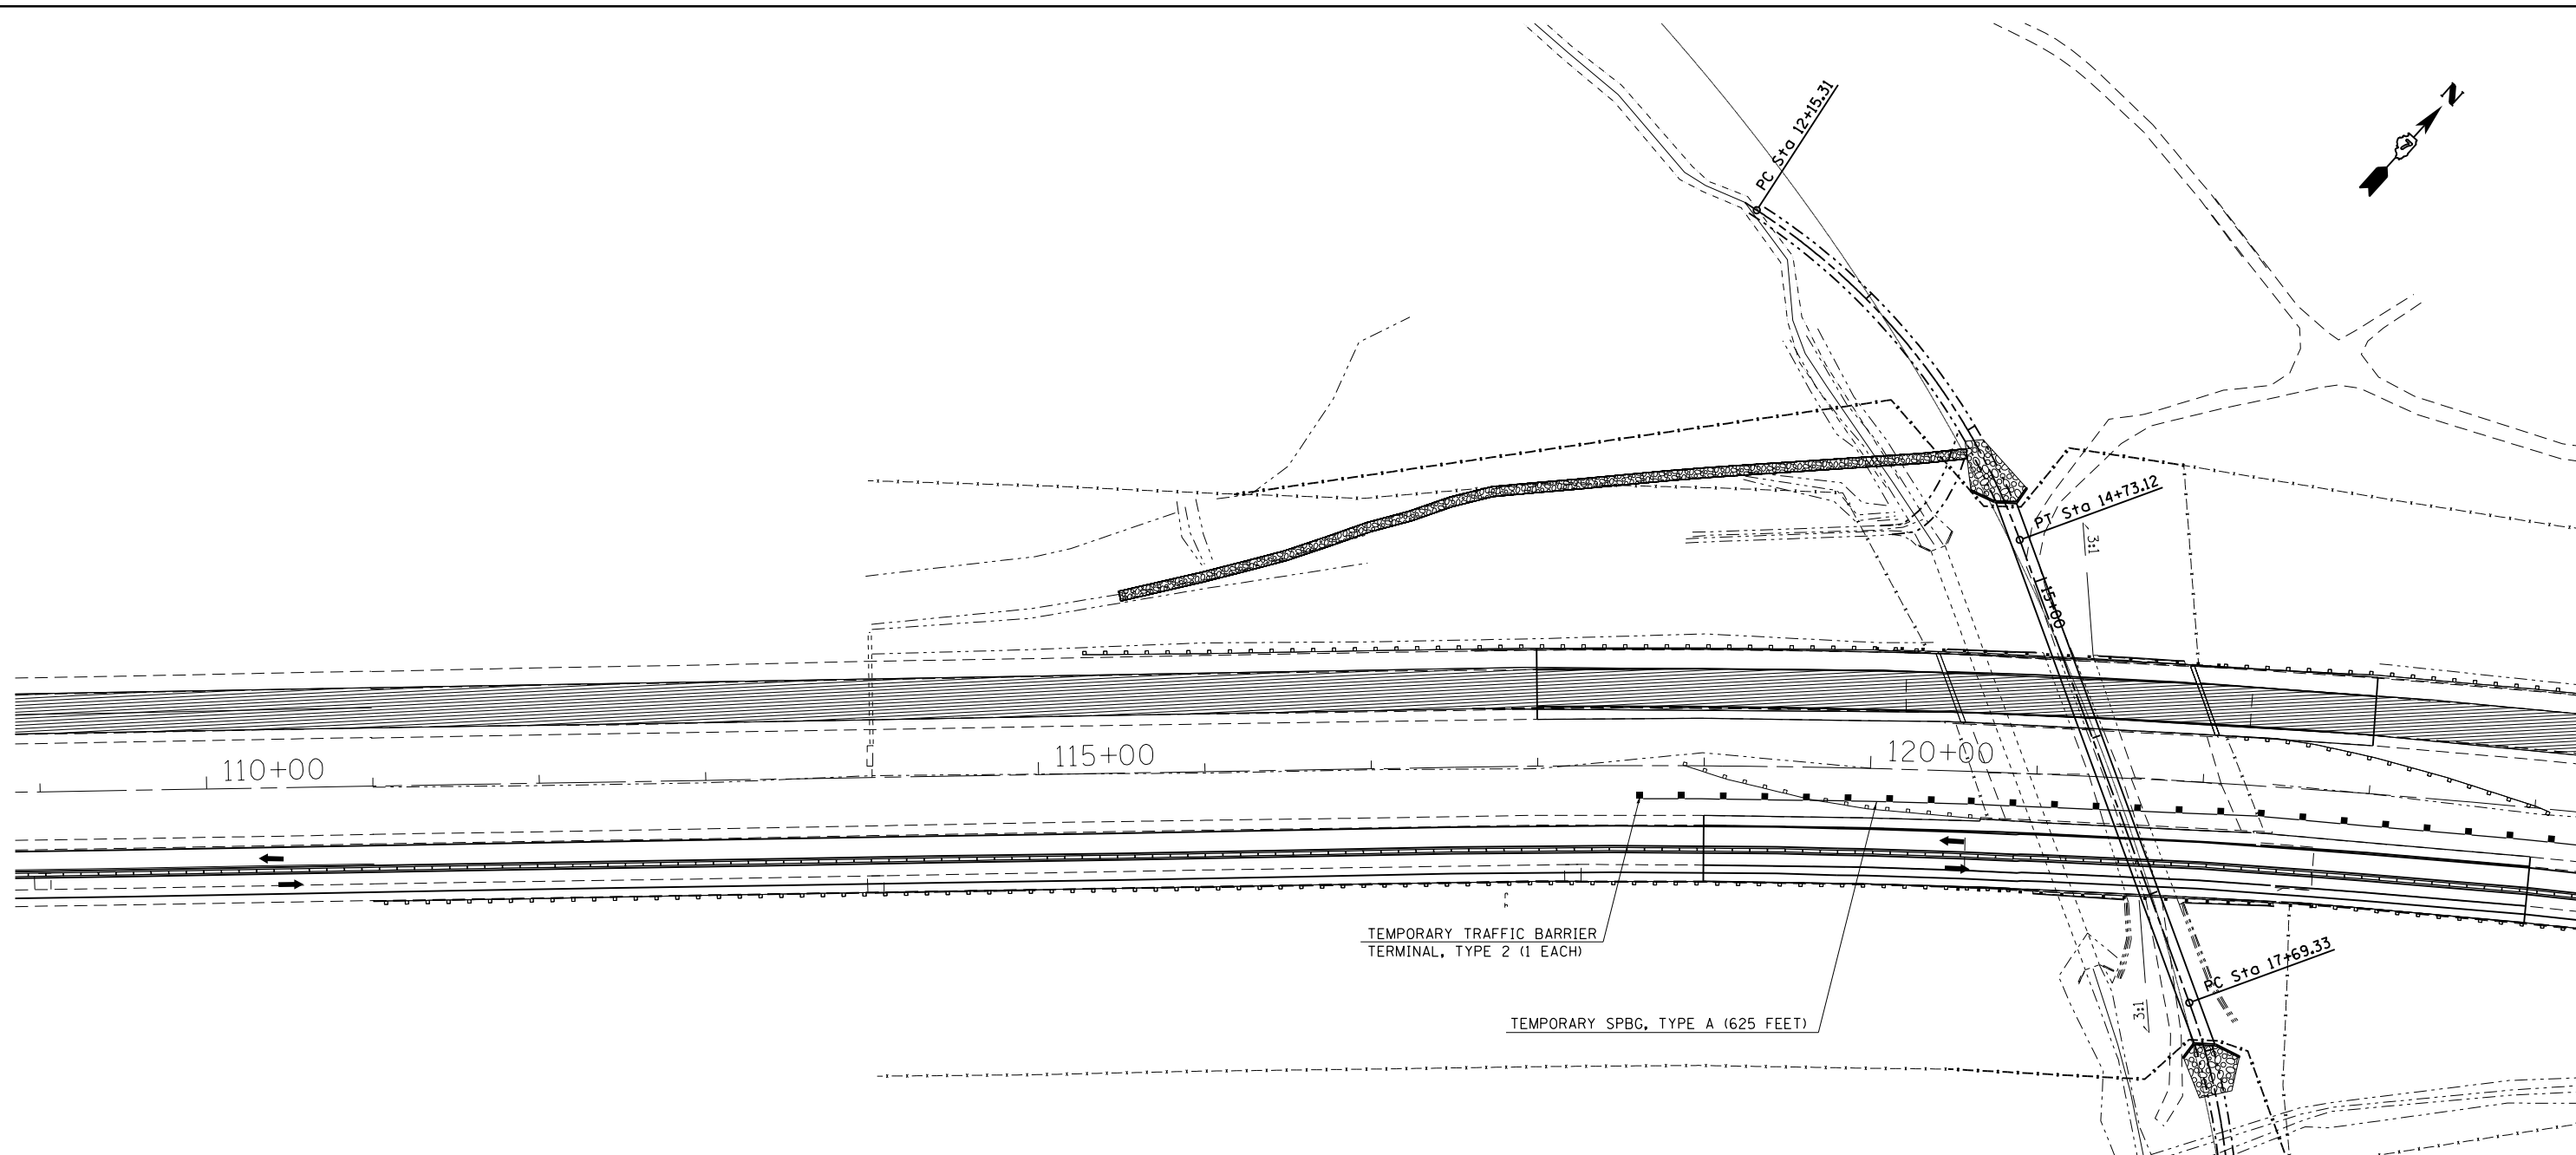 PC Sta 12+15.31
N
PT Sta 14+73.12
3:1
15+00
110+00
115+00
120+00
TEMPORARY TRAFFIC BARRIER
TERMINAL, TYPE 2 (1 EACH)
PC Sta 17+69.33
3:1
TEMPORARY SPBG, TYPE A (625 FEET)